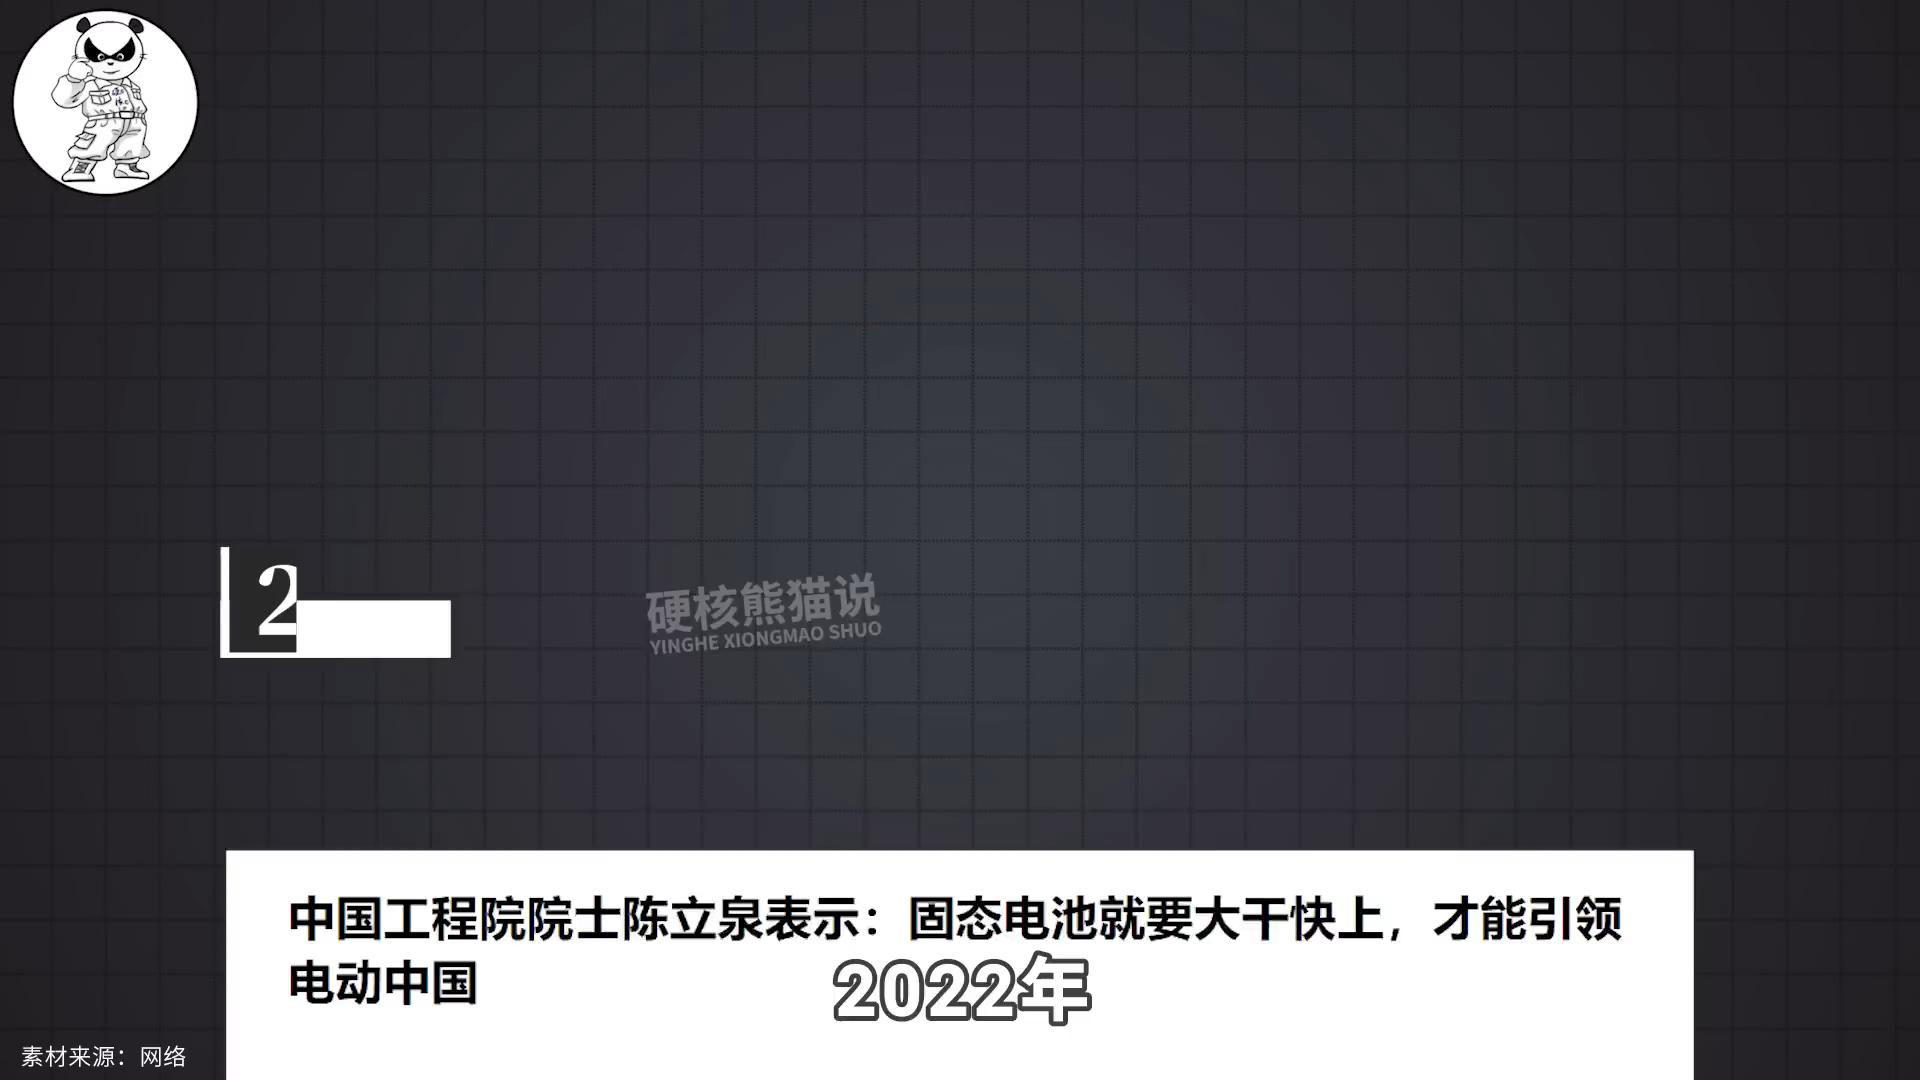 2
硬核熊猫说
YINGHE XIONGMAO SHUO
中国工程院院士陈立泉表示：固态电池就要大干快上，才能引领
电动中国
2022年
素材来源：网络